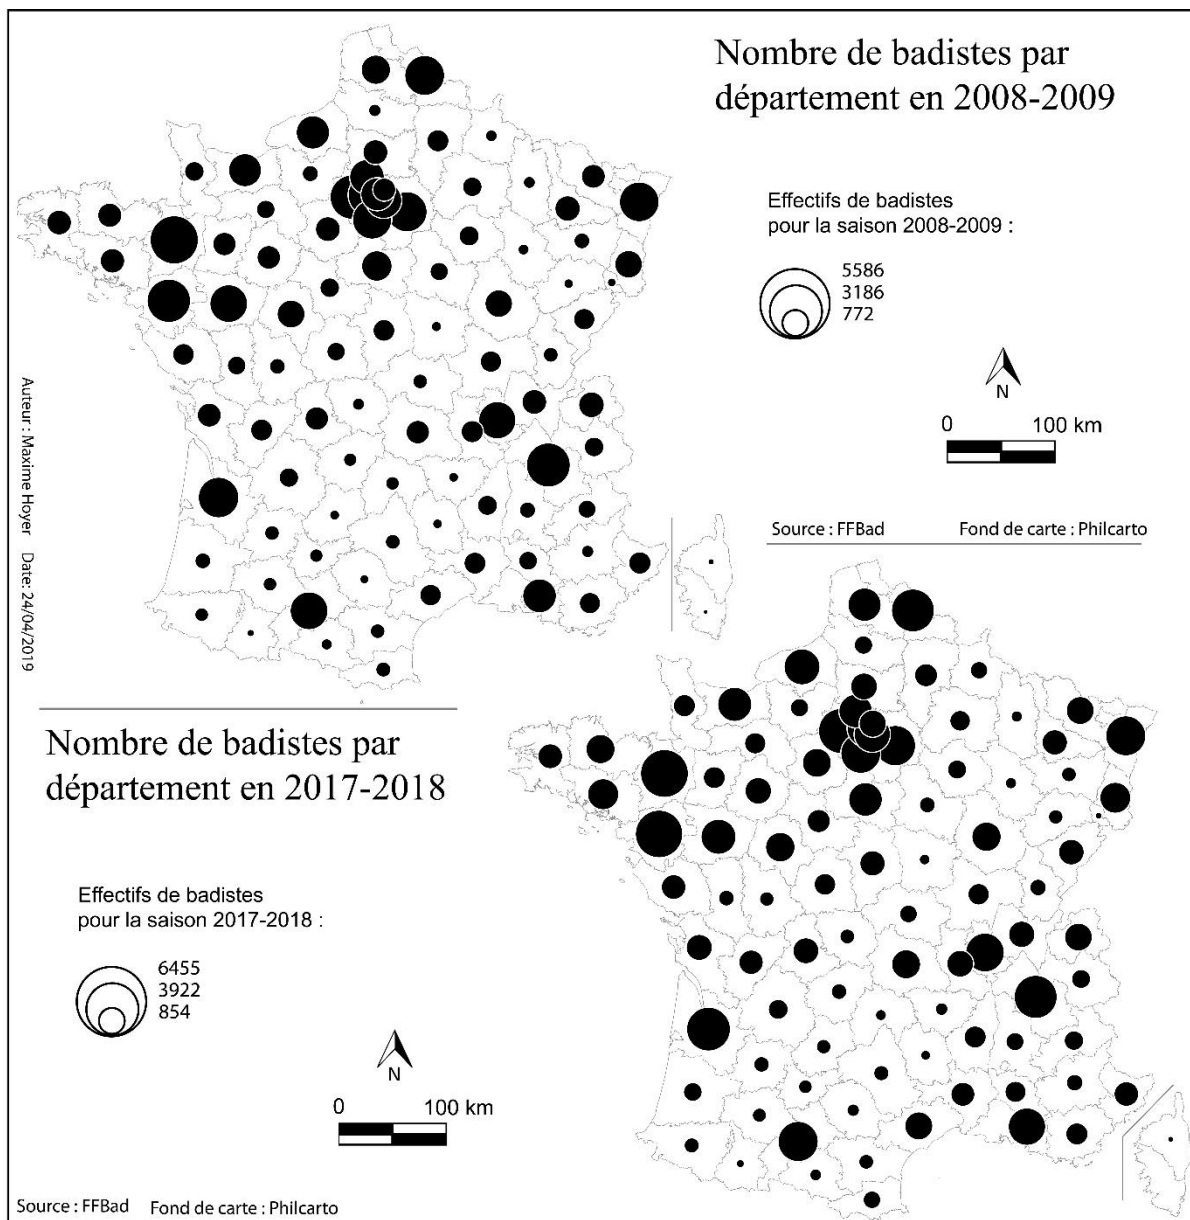 Nombre de badistes par
département en 2008-2009
Effectifs de badistes
pour la saison 2008-2009 :
5586
3186
772
N
0 100 km
Source : FFBad Fond de carte : Philcarto
Auteur : Maxime Hoyer Date: 24/04/2019
Nombre de badistes par
département en 2017-2018
Effectifs de badistes
pour la saison 2017-2018 :
6455
3922
854
N
0 100 km
Source : FFBad Fond de carte : Philcarto